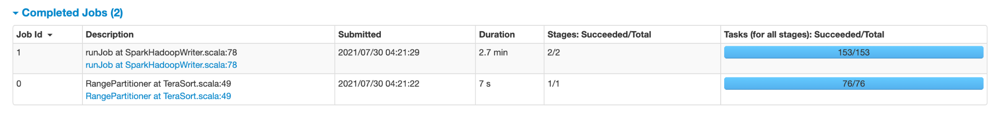 Completed Jobs (2)
Job Id Description Submitted Duration Stages: Succeeded/Total Tasks (for all stages): Succeeded/Total
1 runJob at SparkHadoopWriter.scala:78 2021/07/30 04:21:29 2.7 min 2/2 153/153
runJob at SparkHadoopWriter.scala:78
0 RangePartitioner at TeraSort.scala:49 2021/07/30 04:21:22 7 s 1/1 76/76
RangePartitioner at TeraSort.scala:49